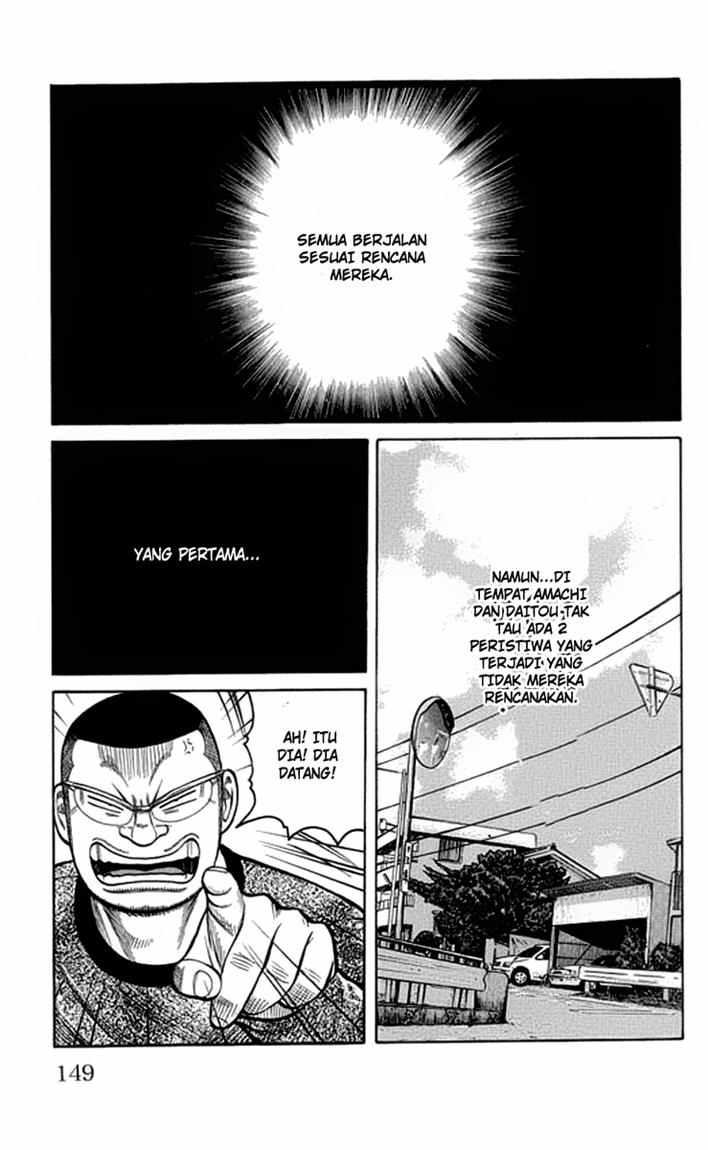 SEMUA BERJALAN
SESUAI RENCANA
MEREKA.
NAMUN...DI
TEMPAT AMACHI
DAN DAITOU TAK
TAU ADA 2
PERISTIWA YANG
TERJADI YANG
TIDAK MEREKA
RENCANAKAN.
YANG PERTAMA...
AH! ITU
DIA! DIA
DATANG!
149